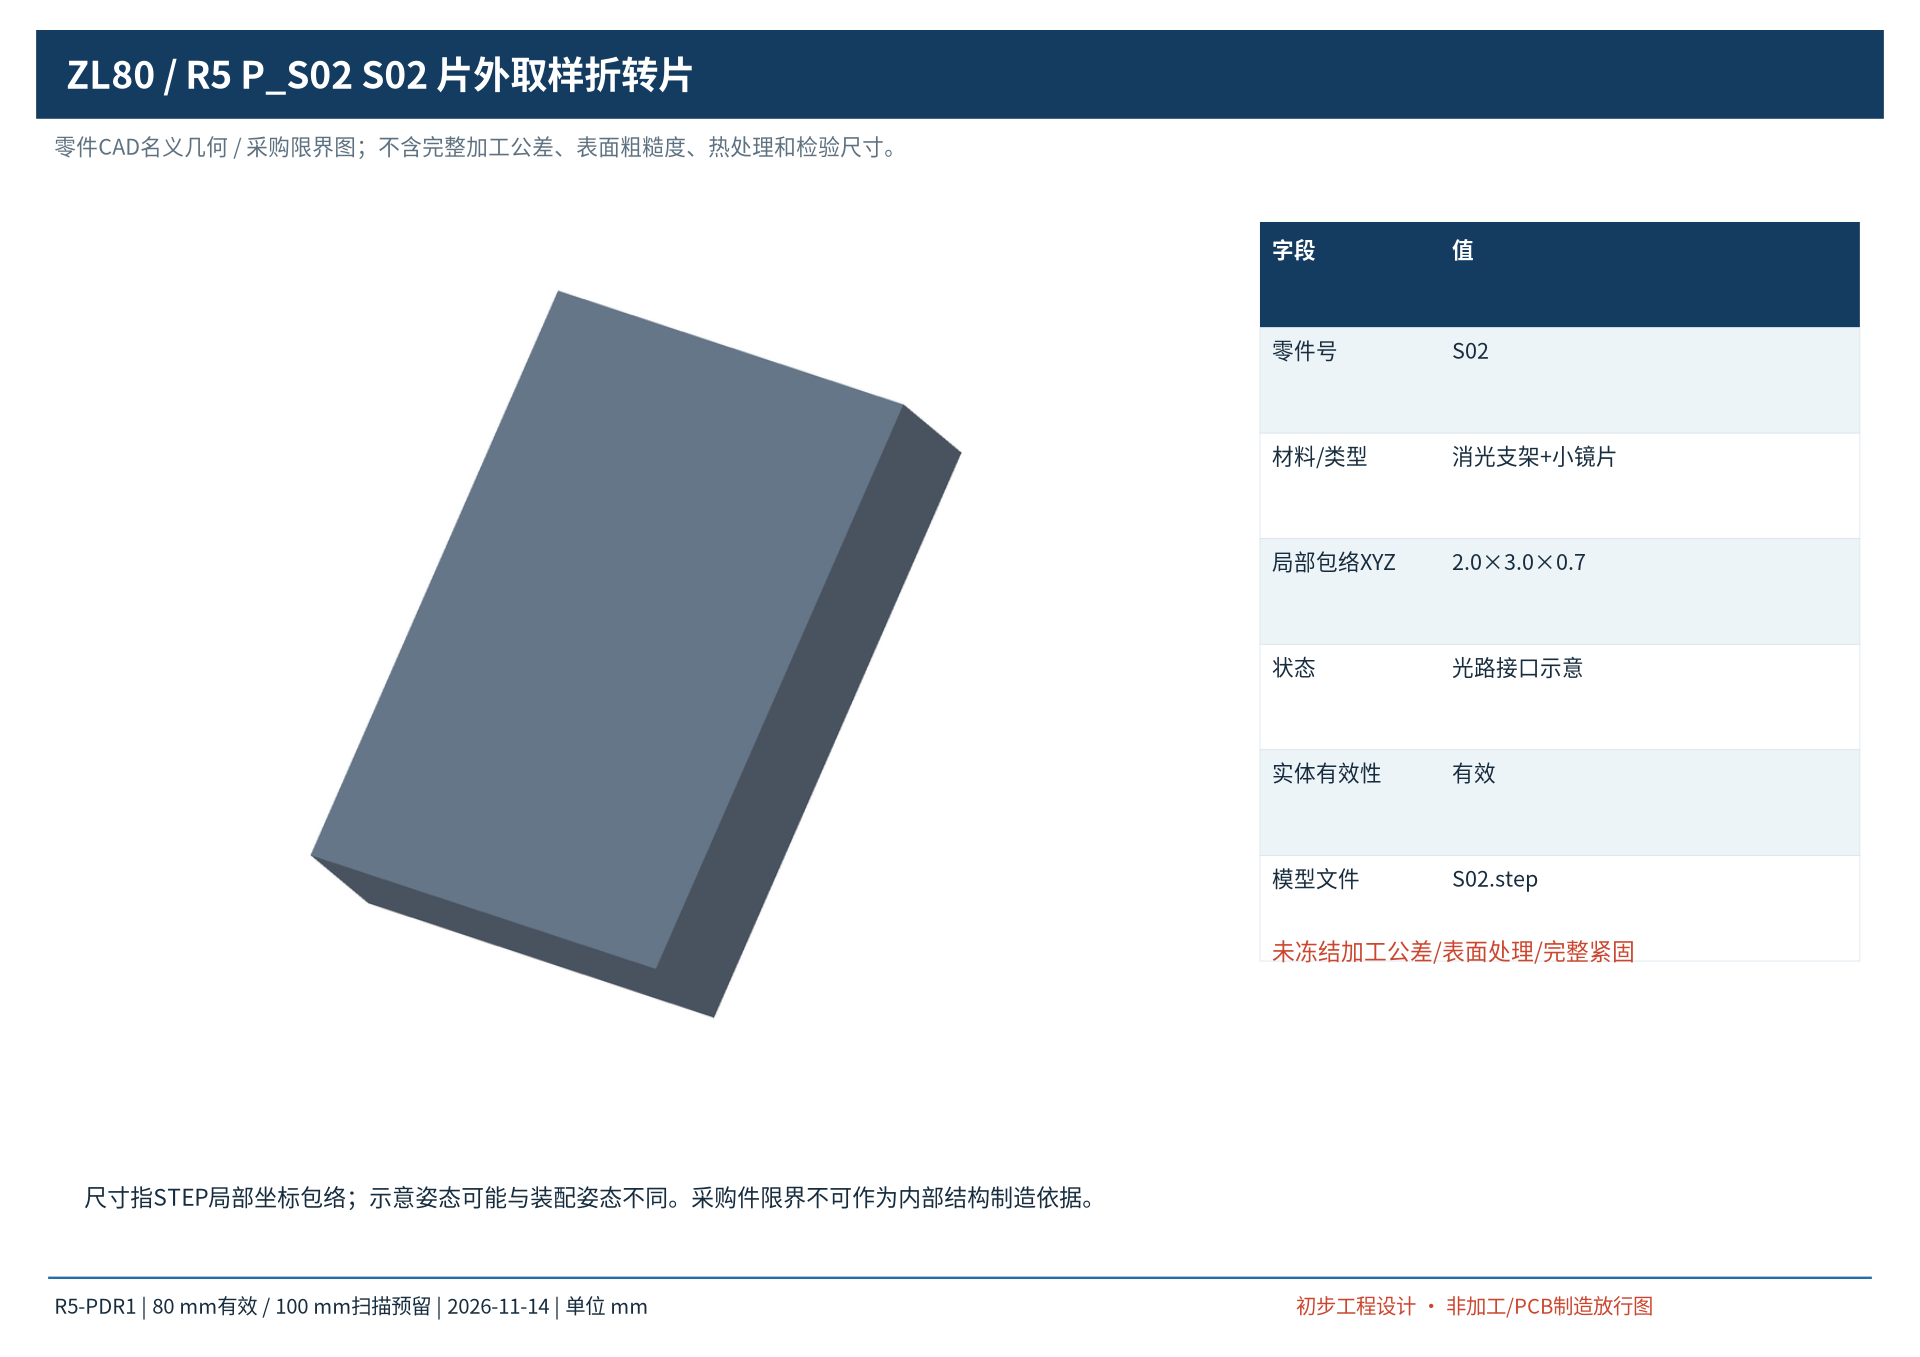 ZL80 / R5 P_S02 S02 片外取样折转片
零件CAD名义几何 / 采购限界图；不含完整加工公差、表面粗糙度、热处理和检验尺寸。
字段 值
零件号 S02
材料/类型 消光支架+小镜片
局部包络XYZ 2.0×3.0×0.7
状态 光路接口示意
实体有效性 有效
模型文件 S02.step
未冻结加工公差/表面处理/完整紧固
尺寸指STEP局部坐标包络；示意姿态可能与装配姿态不同。采购件限界不可作为内部结构制造依据。
R5-PDR1 | 80 mm有效 / 100 mm扫描预留 | 2026-11-14 | 单位 mm
初步工程设计 · 非加工/PCB制造放行图